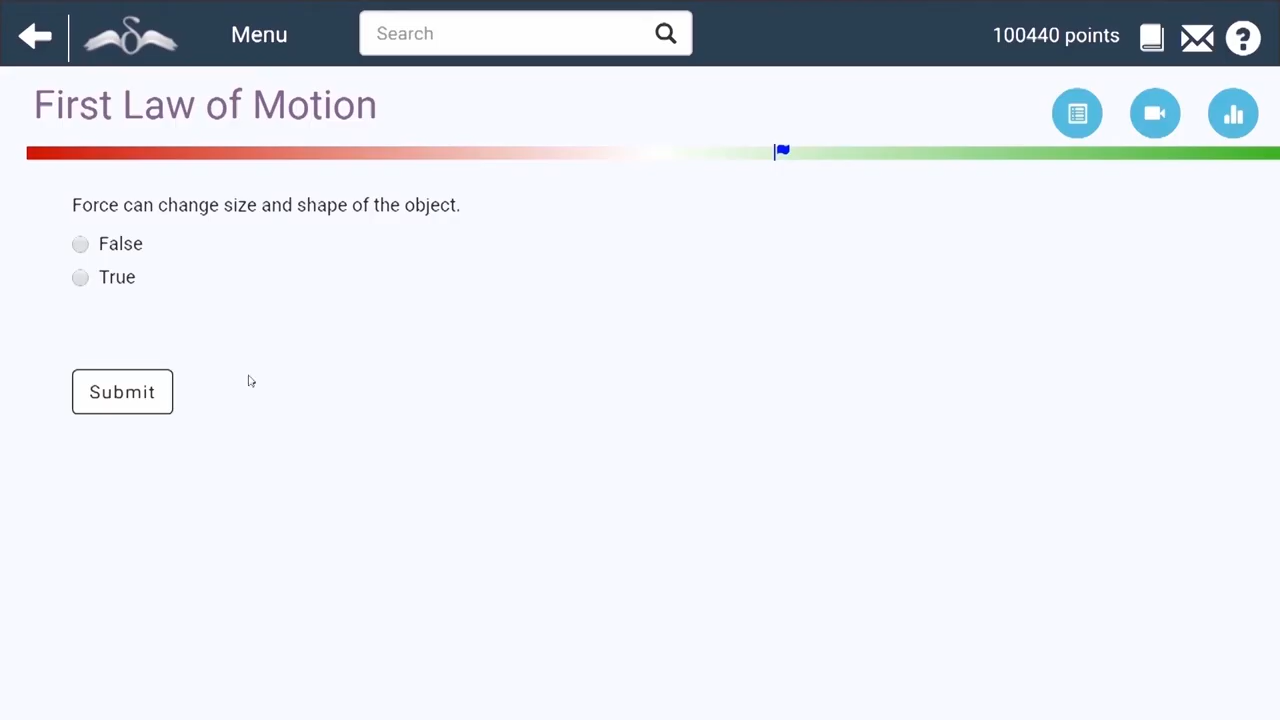 Menu
Search
100440 points
?
First Law of Motion
Force can change size and shape of the object.
False
True
Submit